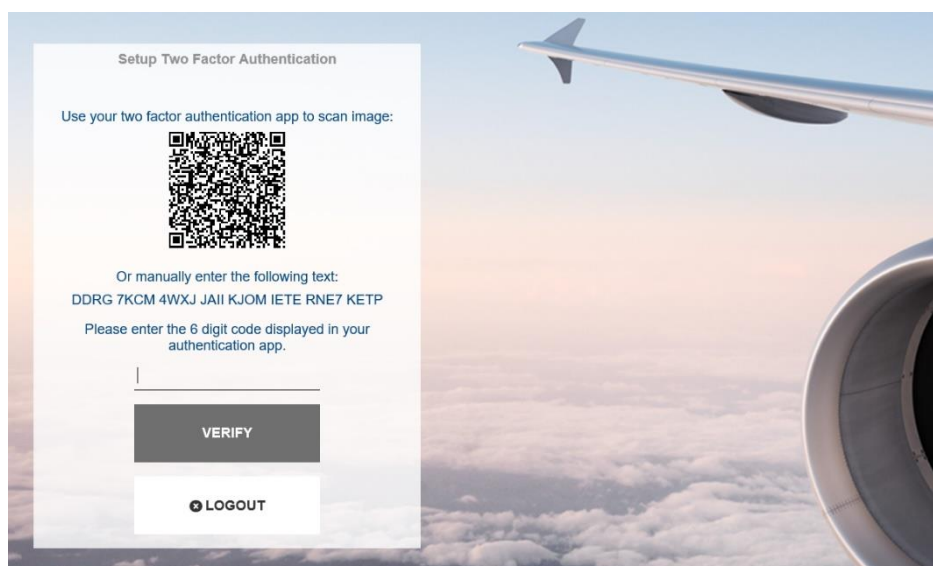 Setup Two Factor Authentication
Use your two factor authentication app to scan image:
Or manually enter the following text:
DDRG 7KCM 4WXJ JAII KJOM IETE RNE7 KETP
Please enter the 6 digit code displayed in your
authentication app.
VERIFY
LOGOUT